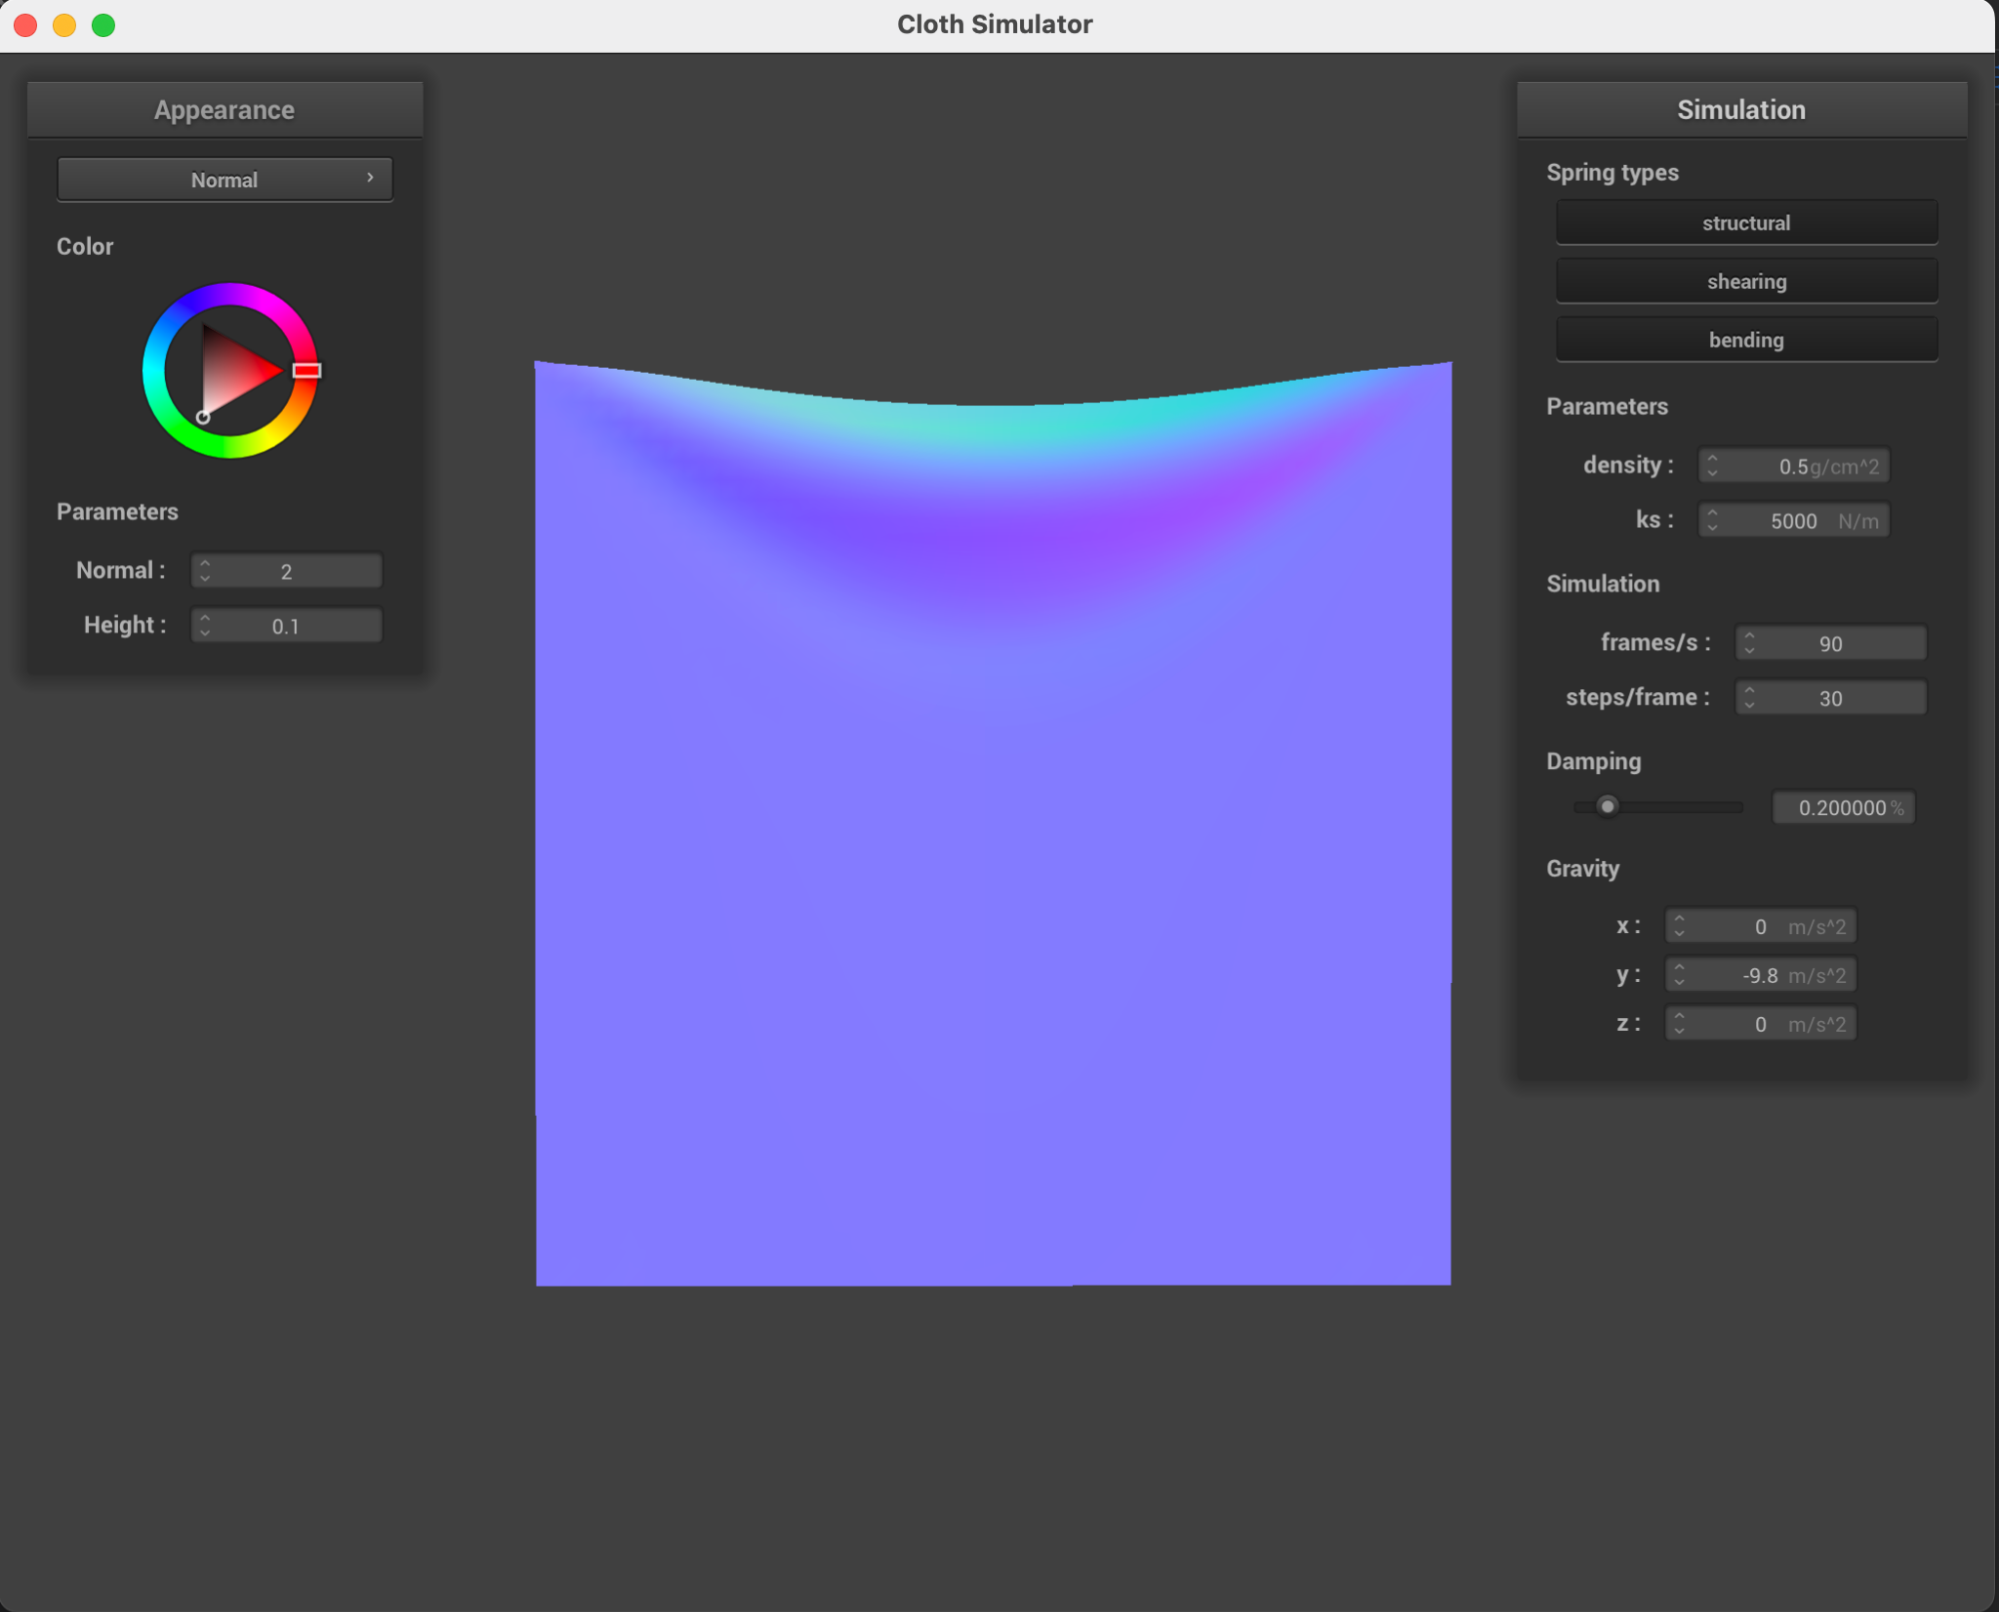 Cloth Simulator
Appearance
Normal
Color
Parameters
Normal : 2
Height : 0.1
Simulation
Spring types
structural
shearing
bending
Parameters
density : 0.5 g/cm^2
ks : 5000 N/m
Simulation
frames/s : 90
steps/frame : 30
Damping
0.200000 %
Gravity
x : 0 m/s^2
y : -9.8 m/s^2
z : 0 m/s^2